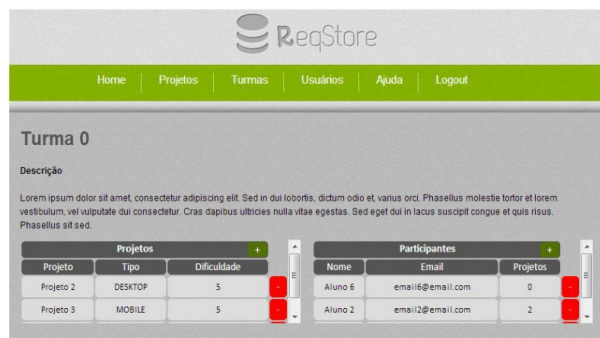 ReqStore
Home Projetos Turmas Usuários Ajuda Logout
Turma 0
Descrição
Lorem ipsum dolor sit amet, consectetur adipiscing elit. Sed in dui lobortis, dictum odio et, varius orci. Phasellus molestie tortor et lorem
vestibulum, vel vulputate dui consectetur. Cras dapibus ultricies nulla vitae egestas. Sed eget dui in lacus suscipit congue et quis risus.
Phasellus sit sed.
Projetos +
Projeto Tipo Dificuldade
Projeto 2 DESKTOP 5 -
Projeto 3 MOBILE 5 -
Participantes +
Nome Email Projetos
Aluno 6 email6@email.com 0 -
Aluno 2 email2@email.com 2 -